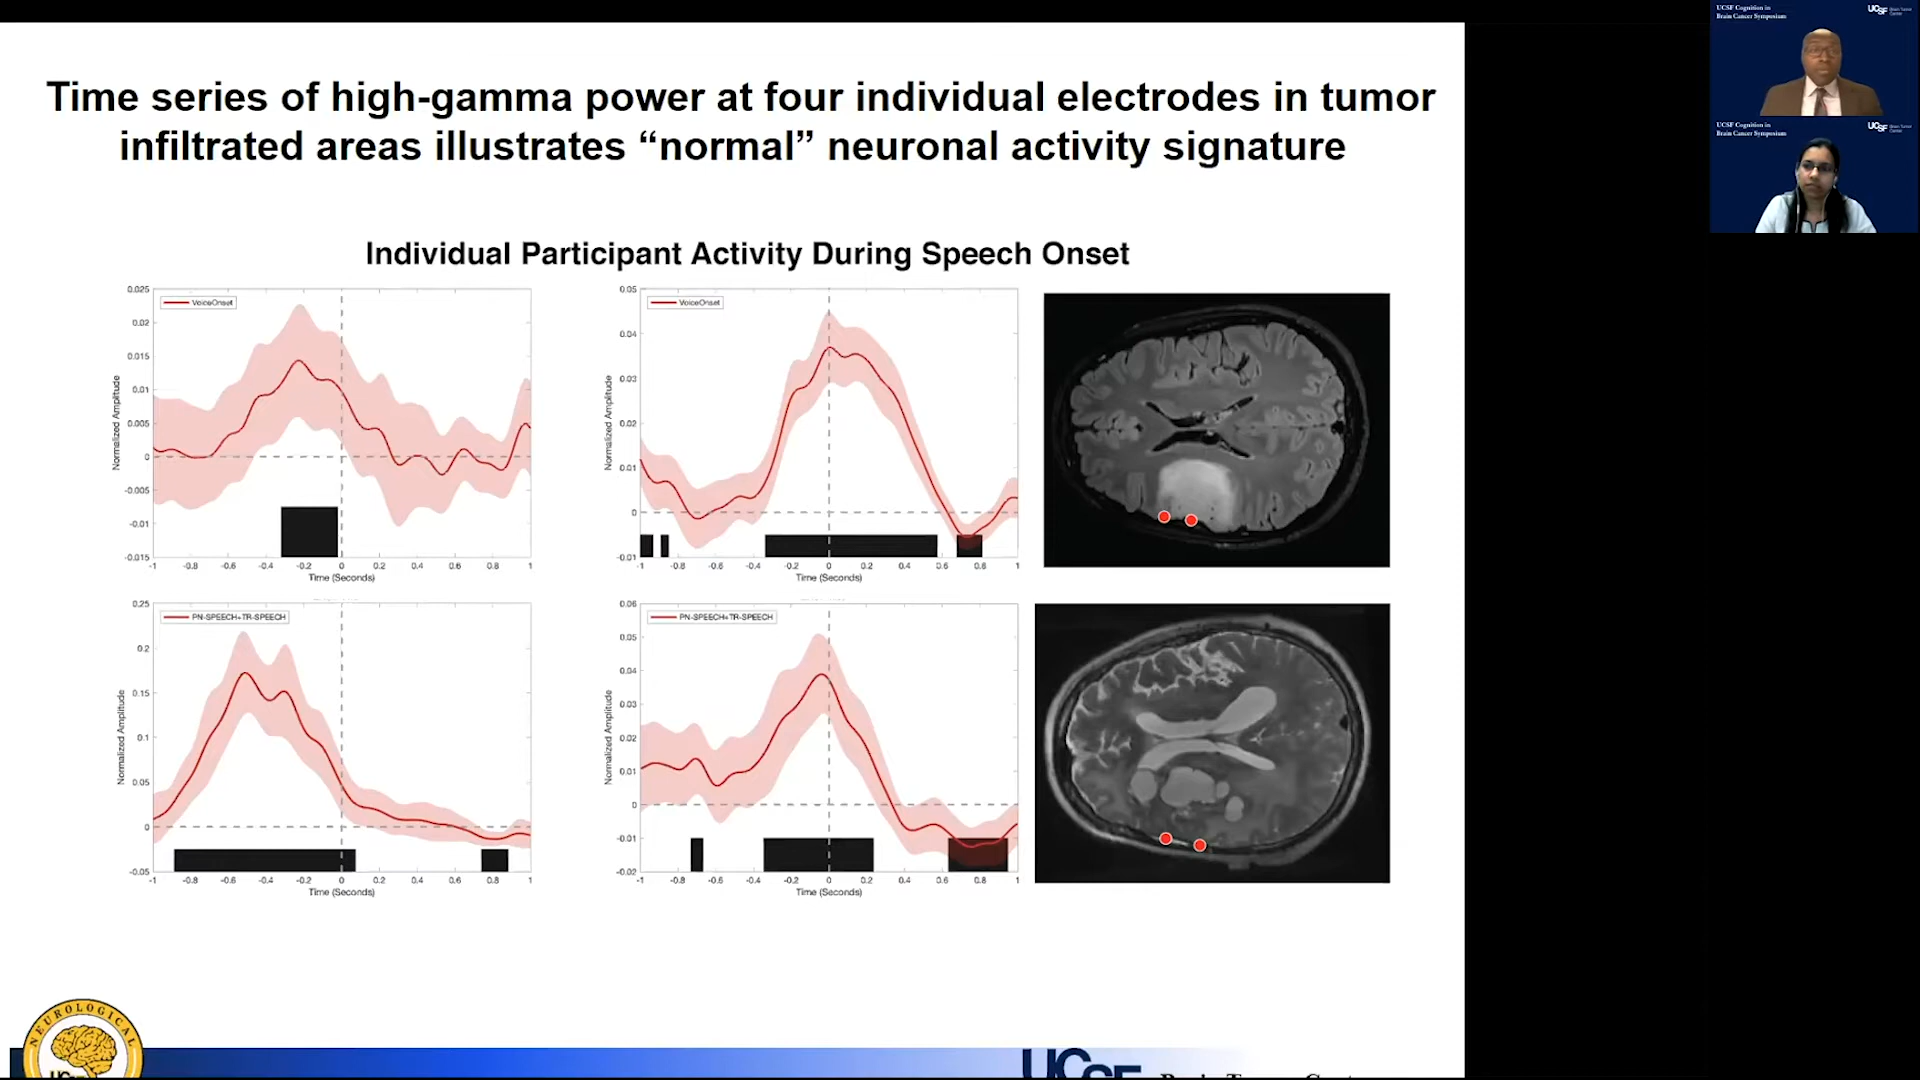 Time series of high-gamma power at four individual electrodes in tumor
infiltrated areas illustrates “normal” neuronal activity signature
Individual Participant Activity During Speech Onset
VoiceOnset
0.025
0.02
0.015
0.01
0.005
0
-0.005
-0.01
-0.015
Normalized Amplitude
-1 -0.8 -0.6 -0.4 -0.2 0 0.2 0.4 0.6 0.8 1
Time (Seconds)
VoiceOnset
0.05
0.04
0.03
0.02
0.01
0
-0.01
Normalized Amplitude
-1 -0.8 -0.6 -0.4 -0.2 0 0.2 0.4 0.6 0.8 1
Time (Seconds)
PN-SPEECH+TR-SPEECH
0.25
0.2
0.15
0.1
0.05
0
-0.05
Normalized Amplitude
-1 -0.8 -0.6 -0.4 -0.2 0 0.2 0.4 0.6 0.8 1
Time (Seconds)
PN-SPEECH+TR-SPEECH
0.06
0.05
0.04
0.03
0.02
0.01
0
-0.01
-0.02
Normalized Amplitude
-1 -0.8 -0.6 -0.4 -0.2 0 0.2 0.4 0.6 0.8 1
Time (Seconds)
NEUROLOGICAL
UCSF
UCSF Cognition in
Brain Cancer Symposium
UCSF Brain Tumor
Center
UCSF Cognition in
Brain Cancer Symposium
UCSF Brain Tumor
Center